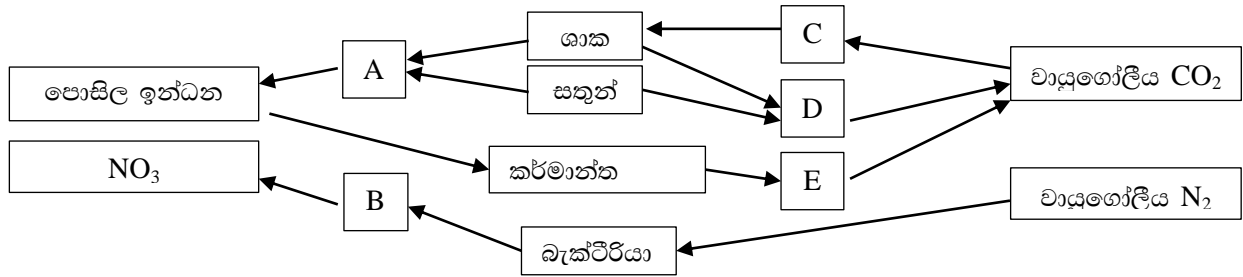 ශාක
C
A
වායුගෝලීය CO₂
පොසිල ඉන්ධන
සතුන්
D
NO₃
කර්මාන්ත
E
B
වායුගෝලීය N₂
බැක්ටීරියා